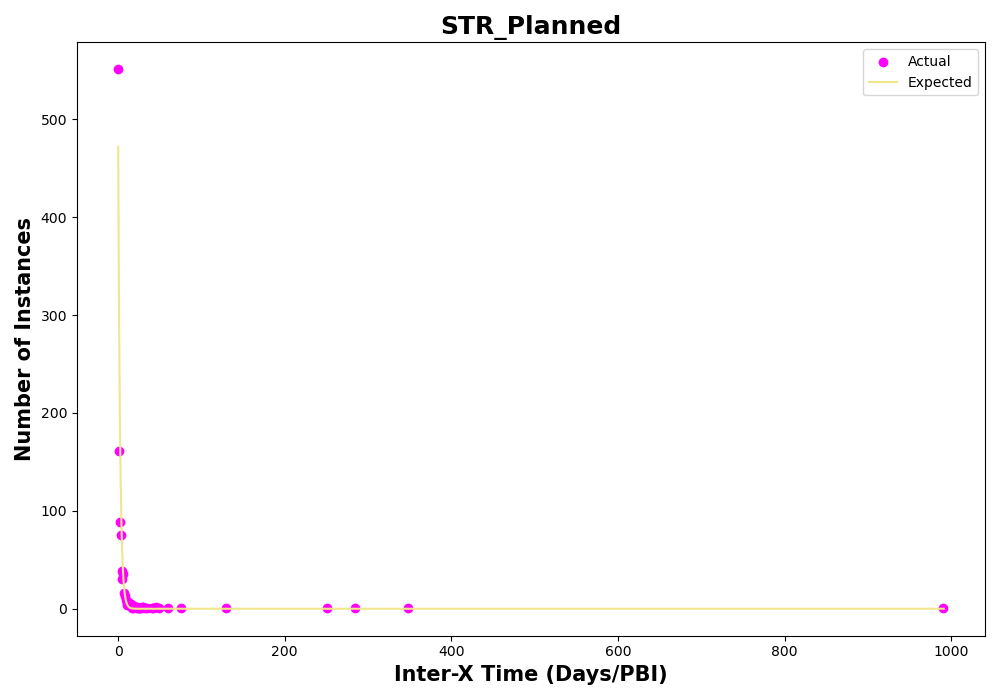 STR_Planned
Actual
Expected
500
400
300
200
100
0
Number of Instances
0
200
400
600
800
1000
Inter-X Time (Days/PBI)